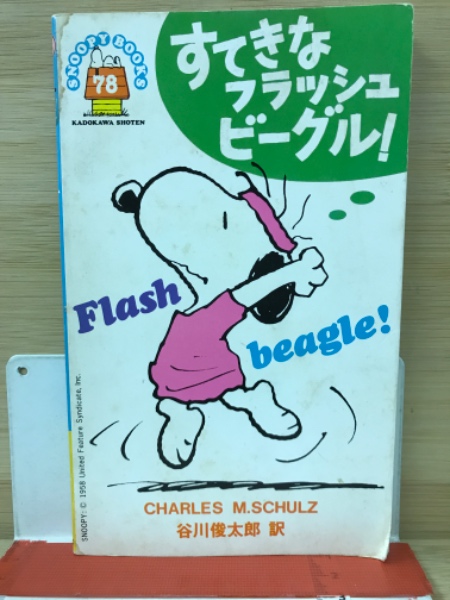 SNOOPY BOOKS
78
KADOKAWA SHOTEN
すてきな
フラッシュ
ビーグル!
Flash
beagle!
SNOOPY: © 1958 United Feature Syndicate, Inc.
CHARLES M.SCHULZ
谷川俊太郎 訳